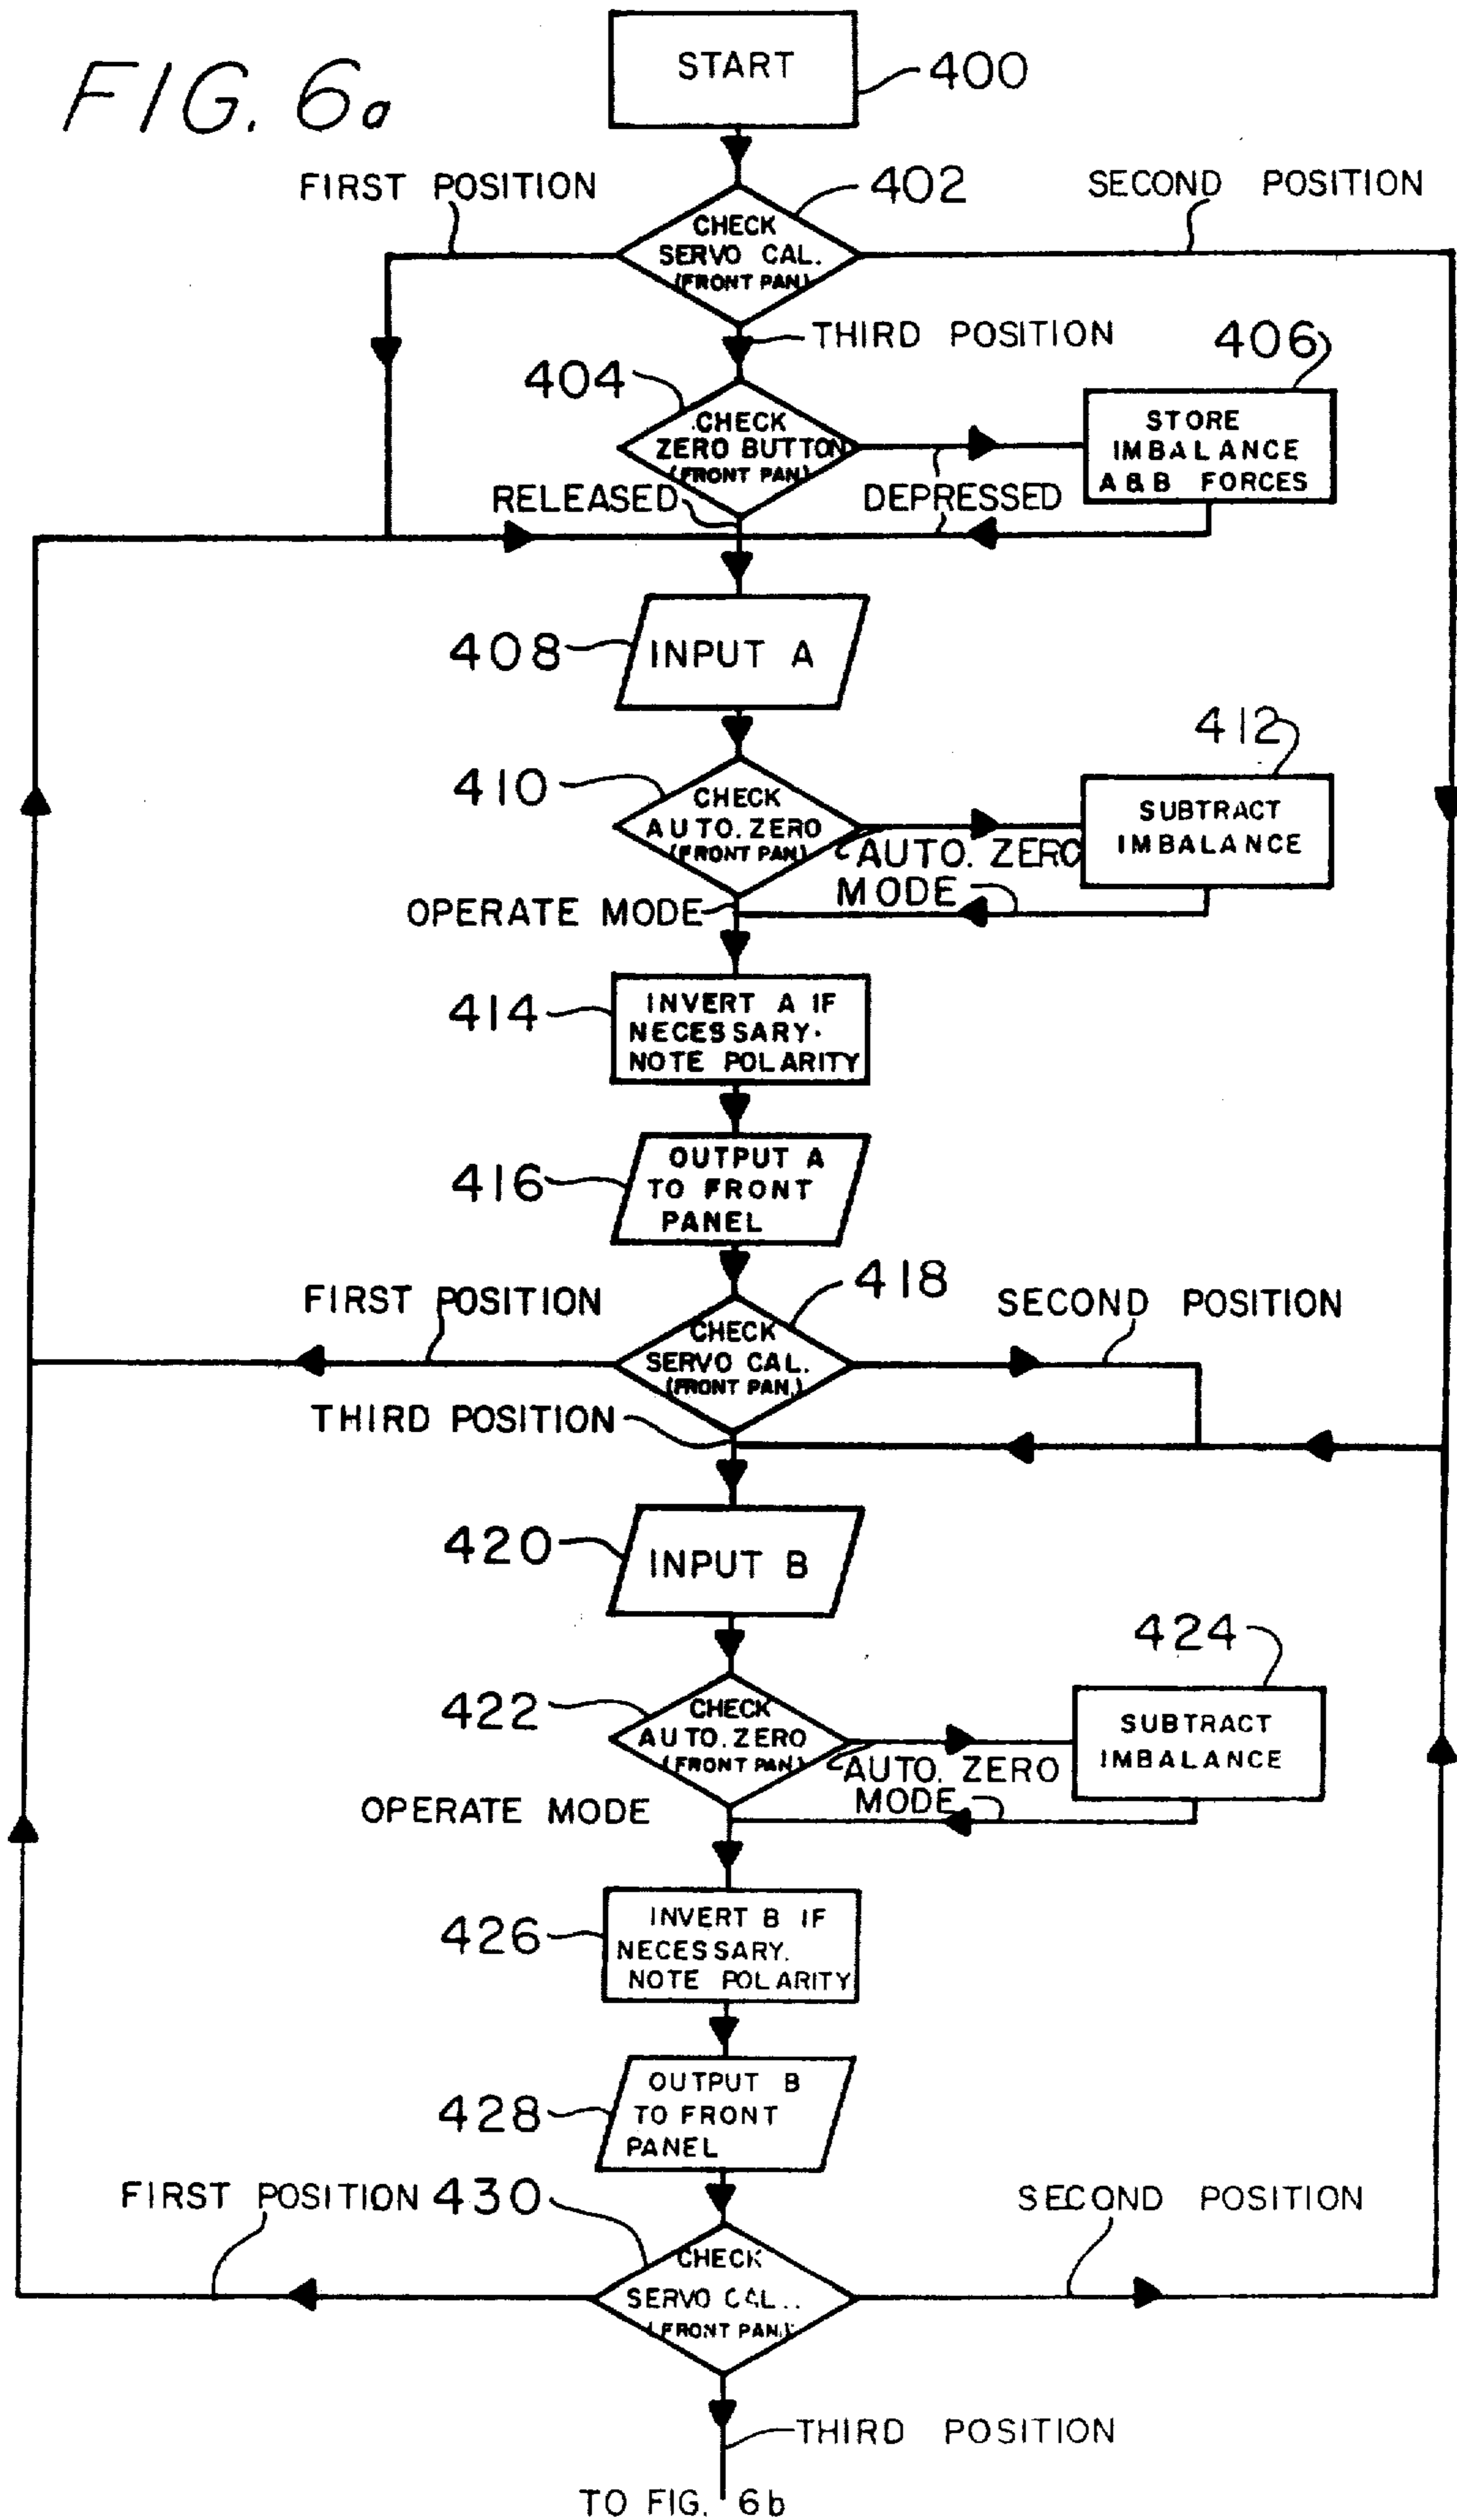 FIG. 6a
START
400
FIRST POSITION
402
SECOND POSITION
CHECK
SERVO CAL.
(FRONT PAN.)
THIRD POSITION
406
404
CHECK
ZERO BUTTON
(FRONT PAN.)
STORE
IMBALANCE
A & B FORCES
RELEASED
DEPRESSED
408
INPUT A
412
410
CHECK
AUTO. ZERO
(FRONT PAN.)
SUBTRACT
IMBALANCE
AUTO. ZERO
MODE
OPERATE MODE
414
INVERT A IF
NECESSARY.
NOTE POLARITY
416
OUTPUT A
TO FRONT
PANEL
418
FIRST POSITION
SECOND POSITION
CHECK
SERVO CAL.
(FRONT PAN.)
THIRD POSITION
420
INPUT B
424
422
CHECK
AUTO. ZERO
(FRONT PAN.)
SUBTRACT
IMBALANCE
AUTO. ZERO
MODE
OPERATE MODE
426
INVERT B IF
NECESSARY.
NOTE POLARITY
428
OUTPUT B
TO FRONT
PANEL
FIRST POSITION
430
SECOND POSITION
CHECK
SERVO CAL..
(FRONT PAN.)
THIRD POSITION
TO FIG. 6b